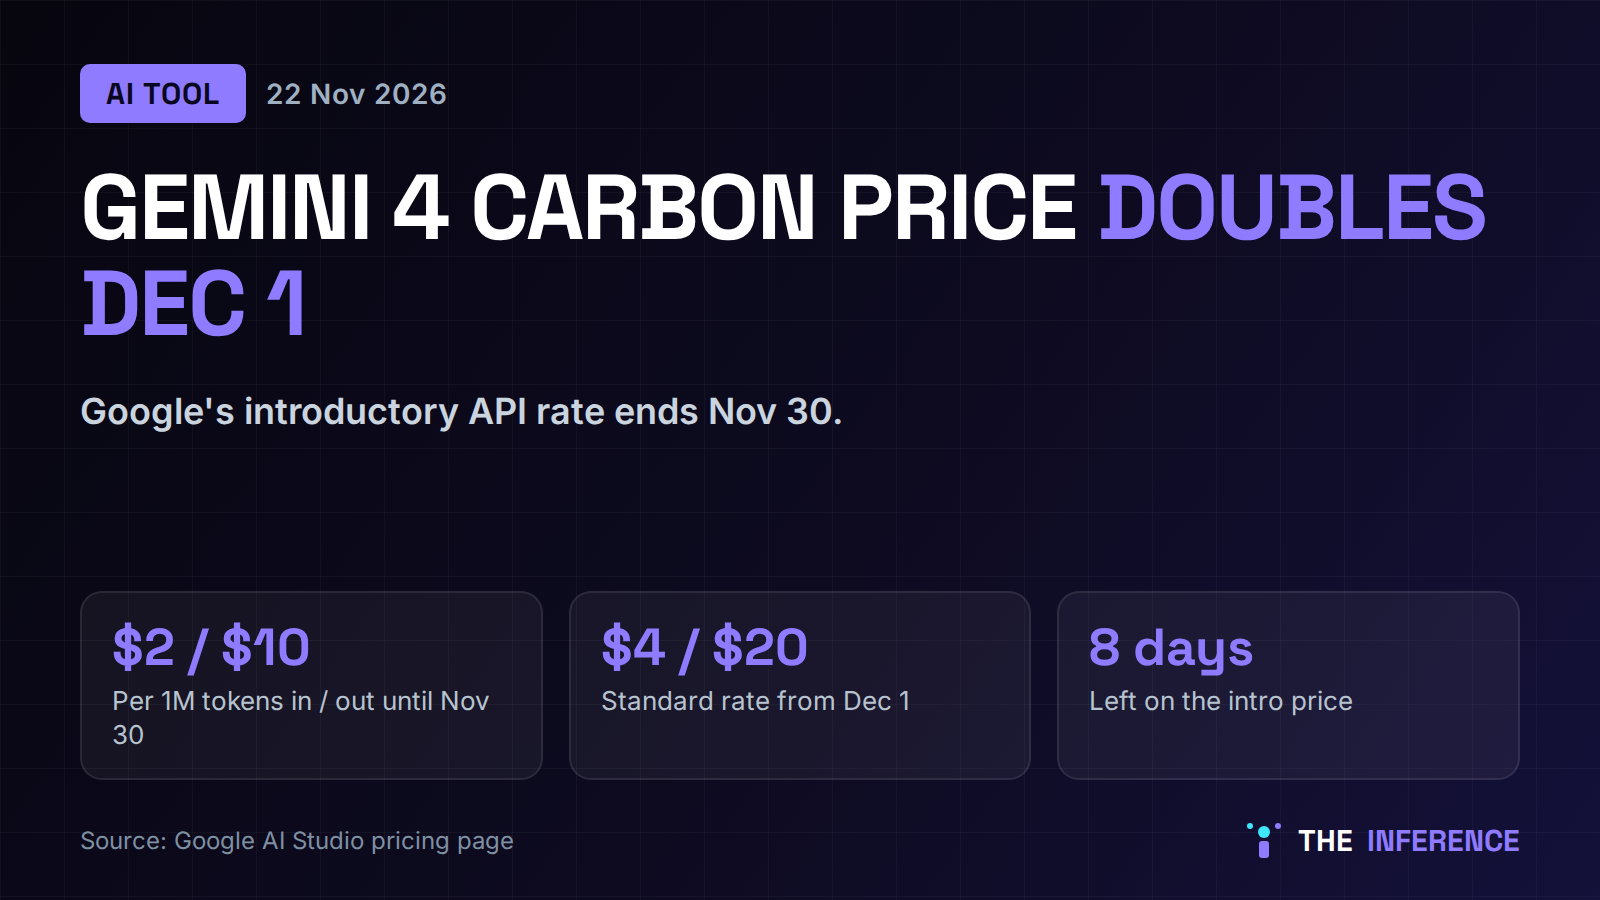 AI TOOL
22 Nov 2026
GEMINI 4 CARBON PRICE DOUBLES
DEC 1
Google's introductory API rate ends Nov 30.
$2 / $10
Per 1M tokens in / out until Nov
30
$4 / $20
Standard rate from Dec 1
8 days
Left on the intro price
Source: Google AI Studio pricing page
THE INFERENCE